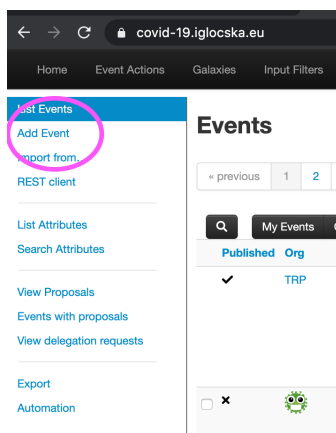 covid-19.iglocska.eu
Home Event Actions Galaxies Input Filters
List Events
Add Event
Import from...
REST client
List Attributes
Search Attributes
View Proposals
Events with proposals
View delegation requests
Export
Automation
Events
« previous 1 2
My Events
Published Org
TRP